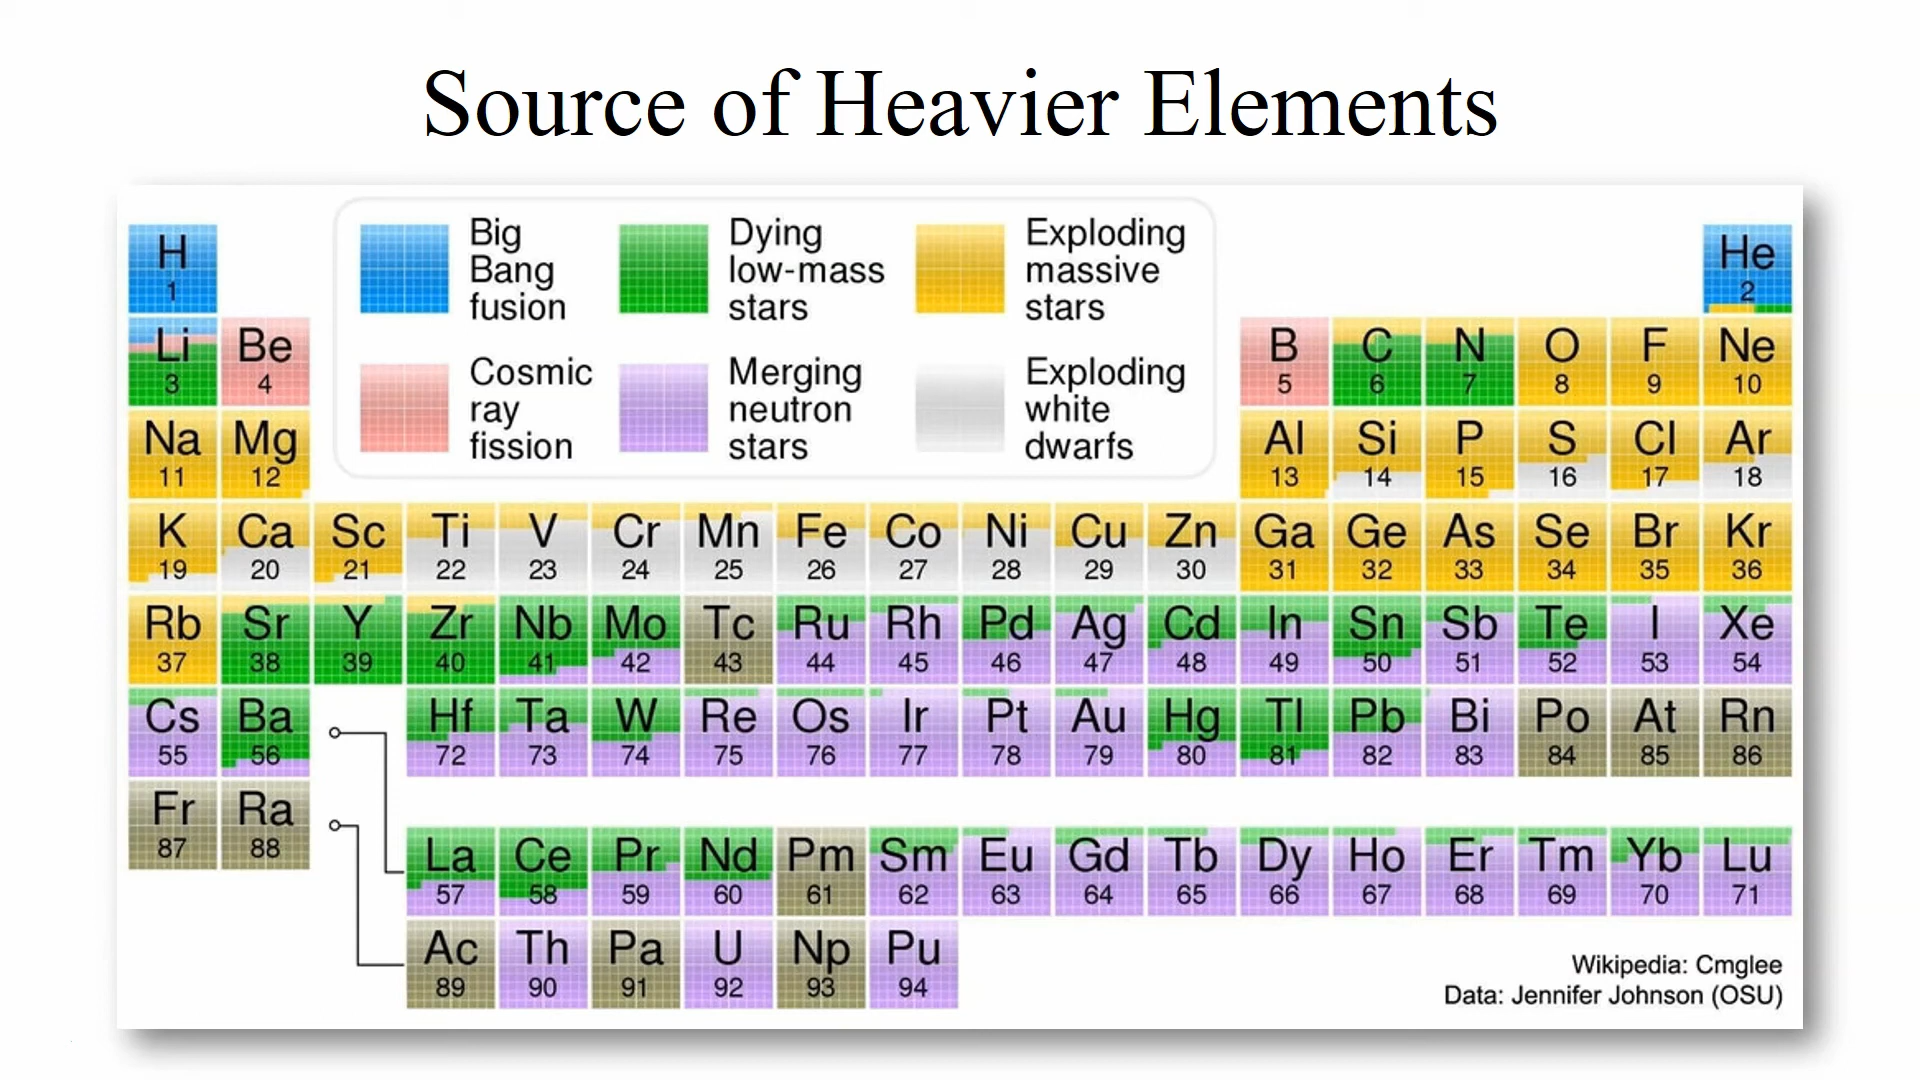 Source of Heavier Elements
H
1
Big
Bang
fusion
Dying
low-mass
stars
Exploding
massive
stars
He
2
Li
3
Be
4
Cosmic
ray
fission
Merging
neutron
stars
Exploding
white
dwarfs
B C N O F Ne
5 6 7 8 9 10
Na Mg
11 12
Al Si P S Cl Ar
13 14 15 16 17 18
K Ca Sc Ti V Cr Mn Fe Co Ni Cu Zn Ga Ge As Se Br Kr
19 20 21 22 23 24 25 26 27 28 29 30 31 32 33 34 35 36
Rb Sr Y Zr Nb Mo Tc Ru Rh Pd Ag Cd In Sn Sb Te I Xe
37 38 39 40 41 42 43 44 45 46 47 48 49 50 51 52 53 54
Cs Ba Hf Ta W Re Os Ir Pt Au Hg Tl Pb Bi Po At Rn
55 56 72 73 74 75 76 77 78 79 80 81 82 83 84 85 86
Fr Ra
87 88
La Ce Pr Nd Pm Sm Eu Gd Tb Dy Ho Er Tm Yb Lu
57 58 59 60 61 62 63 64 65 66 67 68 69 70 71
Ac Th Pa U Np Pu
89 90 91 92 93 94
Wikipedia: Cmglee
Data: Jennifer Johnson (OSU)